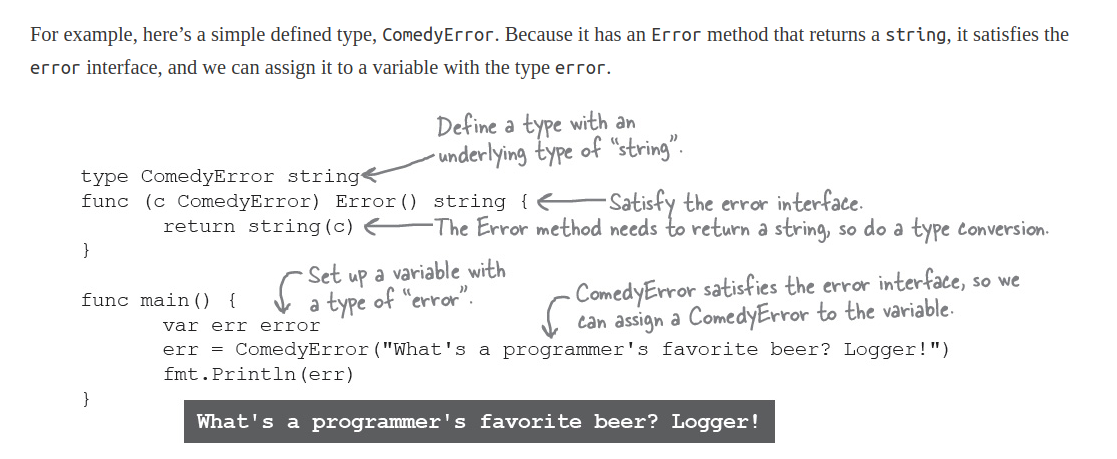 For example, here’s a simple defined type, ComedyError. Because it has an Error method that returns a string, it satisfies the
error interface, and we can assign it to a variable with the type error.
Define a type with an
underlying type of “string”.
type ComedyError string
func (c ComedyError) Error() string {
Satisfy the error interface.
return string(c)
The Error method needs to return a string, so do a type conversion.
}
Set up a variable with
a type of “error”.
ComedyError satisfies the error interface, so we
can assign a ComedyError to the variable.
func main() {
var err error
err = ComedyError("What's a programmer's favorite beer? Logger!")
fmt.Println(err)
}
What's a programmer's favorite beer? Logger!